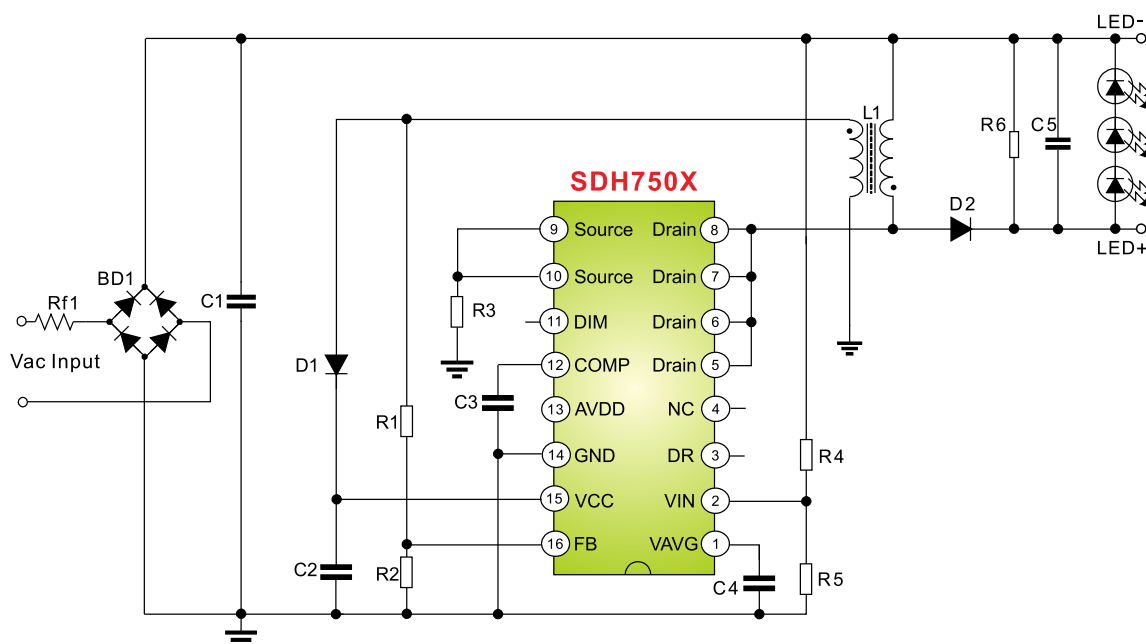 LED-
L1
R6
C5
SDH750X
D2
9 Source Drain 8
LED+
BD1
10 Source Drain 7
C1
Rf1
R3
11 DIM Drain 6
Vac Input
D1
12 COMP Drain 5
C3
13 AVDD NC 4
R1
14 GND DR 3
R4
15 VCC VIN 2
16 FB VAVG 1
C2
R2
C4
R5